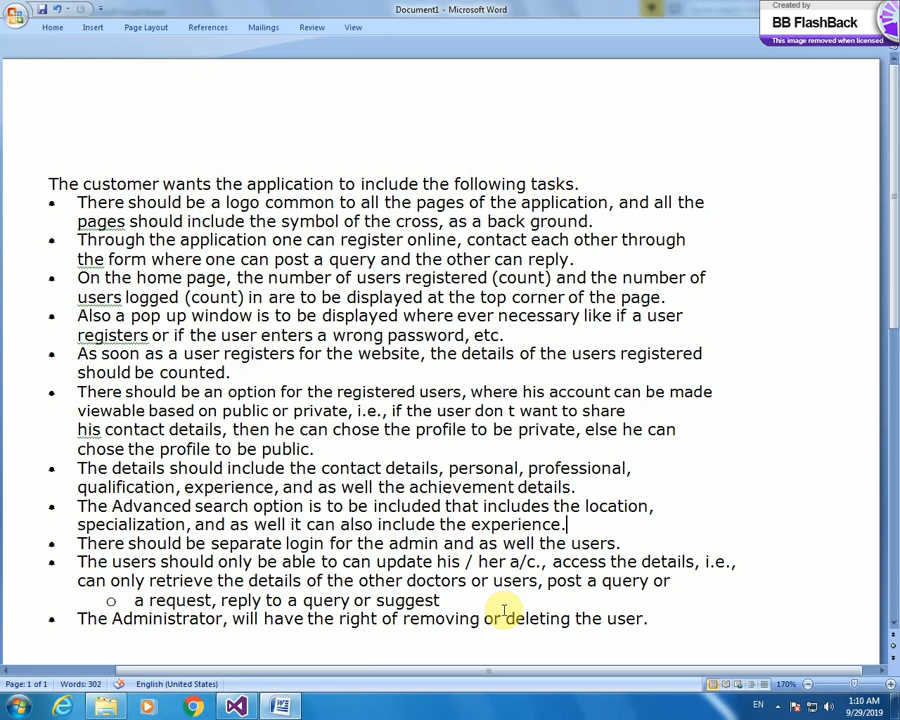 Document1 - Microsoft Word
Created by
BB FlashBack
This image removed when licensed
Home Insert Page Layout References Mailings Review View
The customer wants the application to include the following tasks.
There should be a logo common to all the pages of the application, and all the
pages should include the symbol of the cross, as a back ground.
Through the application one can register online, contact each other through
the form where one can post a query and the other can reply.
On the home page, the number of users registered (count) and the number of
users logged (count) in are to be displayed at the top corner of the page.
Also a pop up window is to be displayed where ever necessary like if a user
registers or if the user enters a wrong password, etc.
As soon as a user registers for the website, the details of the users registered
should be counted.
There should be an option for the registered users, where his account can be made
viewable based on public or private, i.e., if the user don t want to share
his contact details, then he can chose the profile to be private, else he can
chose the profile to be public.
The details should include the contact details, personal, professional,
qualification, experience, and as well the achievement details.
The Advanced search option is to be included that includes the location,
specialization, and as well it can also include the experience.
There should be separate login for the admin and as well the users.
The users should only be able to can update his / her a/c., access the details, i.e.,
can only retrieve the details of the other doctors or users, post a query or
o a request, reply to a query or suggest
The Administrator, will have the right of removing or deleting the user.
Page: 1 of 1 Words: 302 English (United States) 170%
EN 1:10 AM
9/29/2019